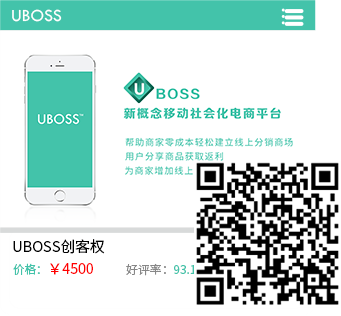 UBOSS
UBOSS™
UBOSS
新概念移动社会化电商平台
帮助商家零成本轻松建立线上分销商场
用户分享商品获取返利
为商家增加线上
UBOSS创客权
价格：￥4500
好评率：93.1